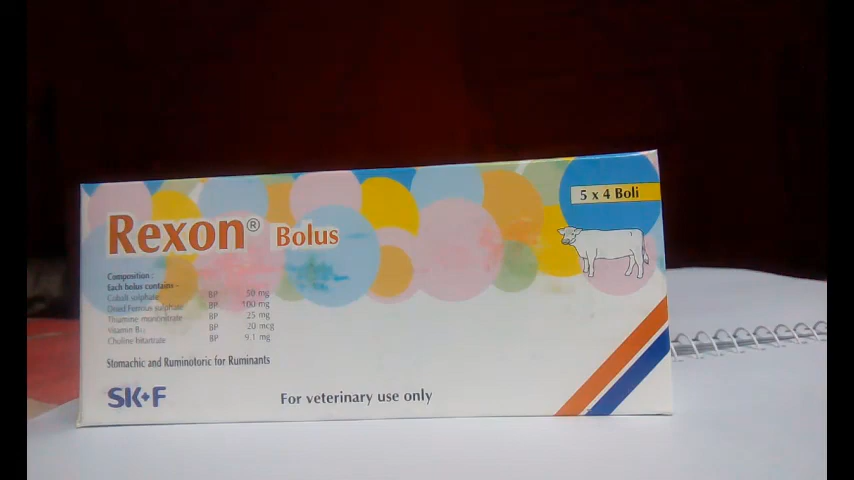 5 x 4 Boli
Rexon® Bolus
Composition :
Each bolus contains -
Cobalt sulphate BP 50 mg
Dried Ferrous sulphate BP 100 mg
Thiamine mononitrate BP 25 mg
Vitamin B₁₂ BP 20 mcg
Choline bitartrate BP 9.1 mg
Stomachic and Ruminotoric for Ruminants
SK+F
For veterinary use only